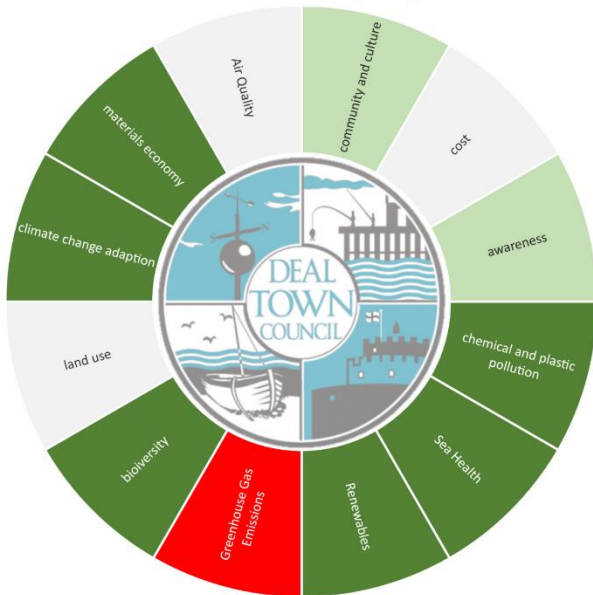 community and culture
cost
awareness
chemical and plastic
pollution
Sea Health
Renewables
Greenhouse Gas
Emissions
bioiversity
land use
climate change adaption
materials economy
Air Quality
DEAL
TOWN
COUNCIL